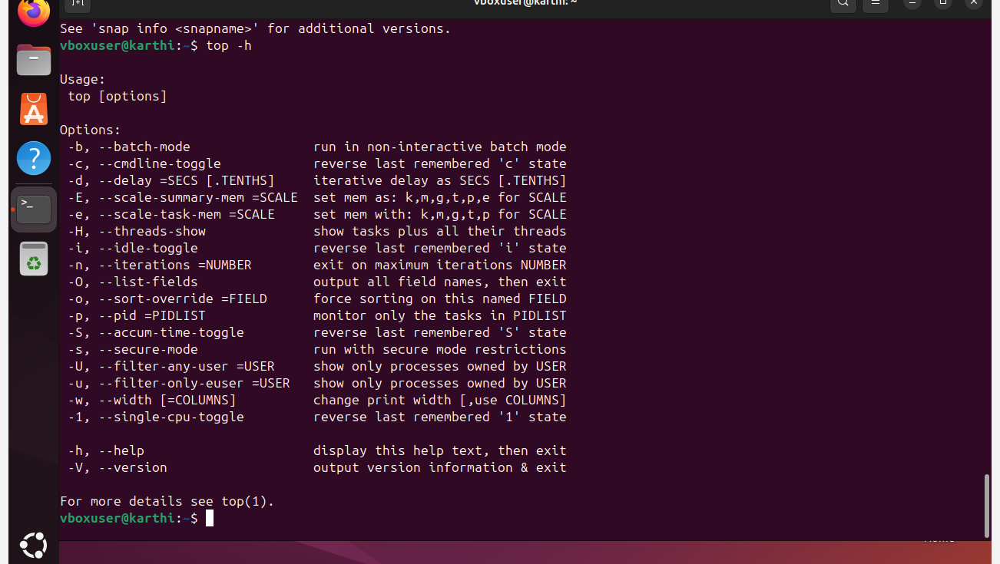 vboxuser@karthi: ~
See 'snap info <snapname>' for additional versions.
vboxuser@karthi:~$ top -h
Usage:
 top [options]
Options:
 -b, --batch-mode                run in non-interactive batch mode
 -c, --cmdline-toggle            reverse last remembered 'c' state
 -d, --delay =SECS [.TENTHS]     iterative delay as SECS [.TENTHS]
 -E, --scale-summary-mem =SCALE  set mem as: k,m,g,t,p,e for SCALE
 -e, --scale-task-mem =SCALE     set mem with: k,m,g,t,p for SCALE
 -H, --threads-show              show tasks plus all their threads
 -i, --idle-toggle               reverse last remembered 'i' state
 -n, --iterations =NUMBER        exit on maximum iterations NUMBER
 -O, --list-fields               output all field names, then exit
 -o, --sort-override =FIELD      force sorting on this named FIELD
 -p, --pid =PIDLIST              monitor only the tasks in PIDLIST
 -S, --accum-time-toggle         reverse last remembered 'S' state
 -s, --secure-mode               run with secure mode restrictions
 -U, --filter-any-user =USER     show only processes owned by USER
 -u, --filter-only-euser =USER   show only processes owned by USER
 -w, --width [=COLUMNS]          change print width [,use COLUMNS]
 -1, --single-cpu-toggle         reverse last remembered '1' state
 -h, --help                      display this help text, then exit
 -V, --version                   output version information & exit
For more details see top(1).
vboxuser@karthi:~$